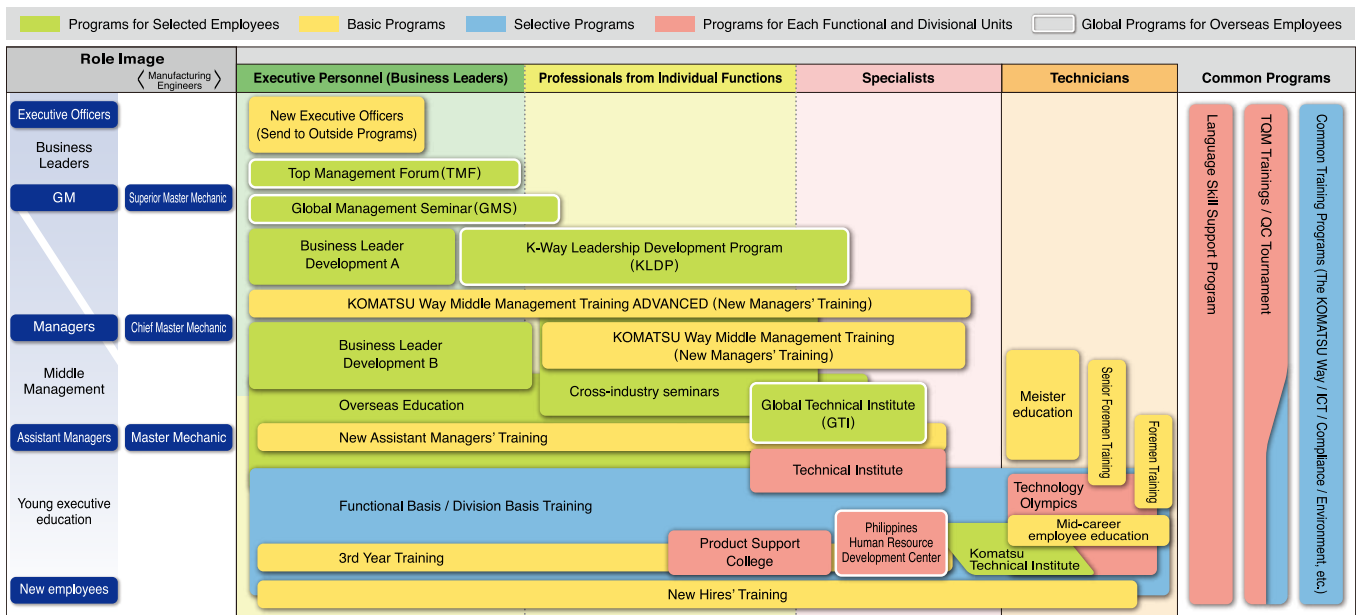 Programs for Selected Employees
Basic Programs
Selective Programs
Programs for Each Functional and Divisional Units
Global Programs for Overseas Employees
Role Image
Manufacturing
Engineers
Executive Personnel (Business Leaders)
Professionals from Individual Functions
Specialists
Technicians
Common Programs
Executive Officers
Business
Leaders
GM
Superior Master Mechanic
Managers
Chief Master Mechanic
Middle
Management
Assistant Managers
Master Mechanic
Young executive
education
New employees
New Executive Officers
(Send to Outside Programs)
Top Management Forum (TMF)
Global Management Seminar (GMS)
Business Leader
Development A
K-Way Leadership Development Program
(KLDP)
KOMATSU Way Middle Management Training ADVANCED (New Managers' Training)
Business Leader
Development B
KOMATSU Way Middle Management Training
(New Managers' Training)
Overseas Education
Cross-industry seminars
Global Technical Institute
(GTI)
New Assistant Managers' Training
Technical Institute
Functional Basis / Division Basis Training
3rd Year Training
Product Support
College
Philippines
Human Resource
Development Center
Komatsu
Technical Institute
New Hires' Training
Meister
education
Senior Foremen Training
Foremen Training
Technology
Olympics
Mid-career
employee education
Language Skill Support Program
TQM Trainings / QC Tournament
Common Training Programs (The KOMATSU Way / ICT / Compliance / Environment, etc.)